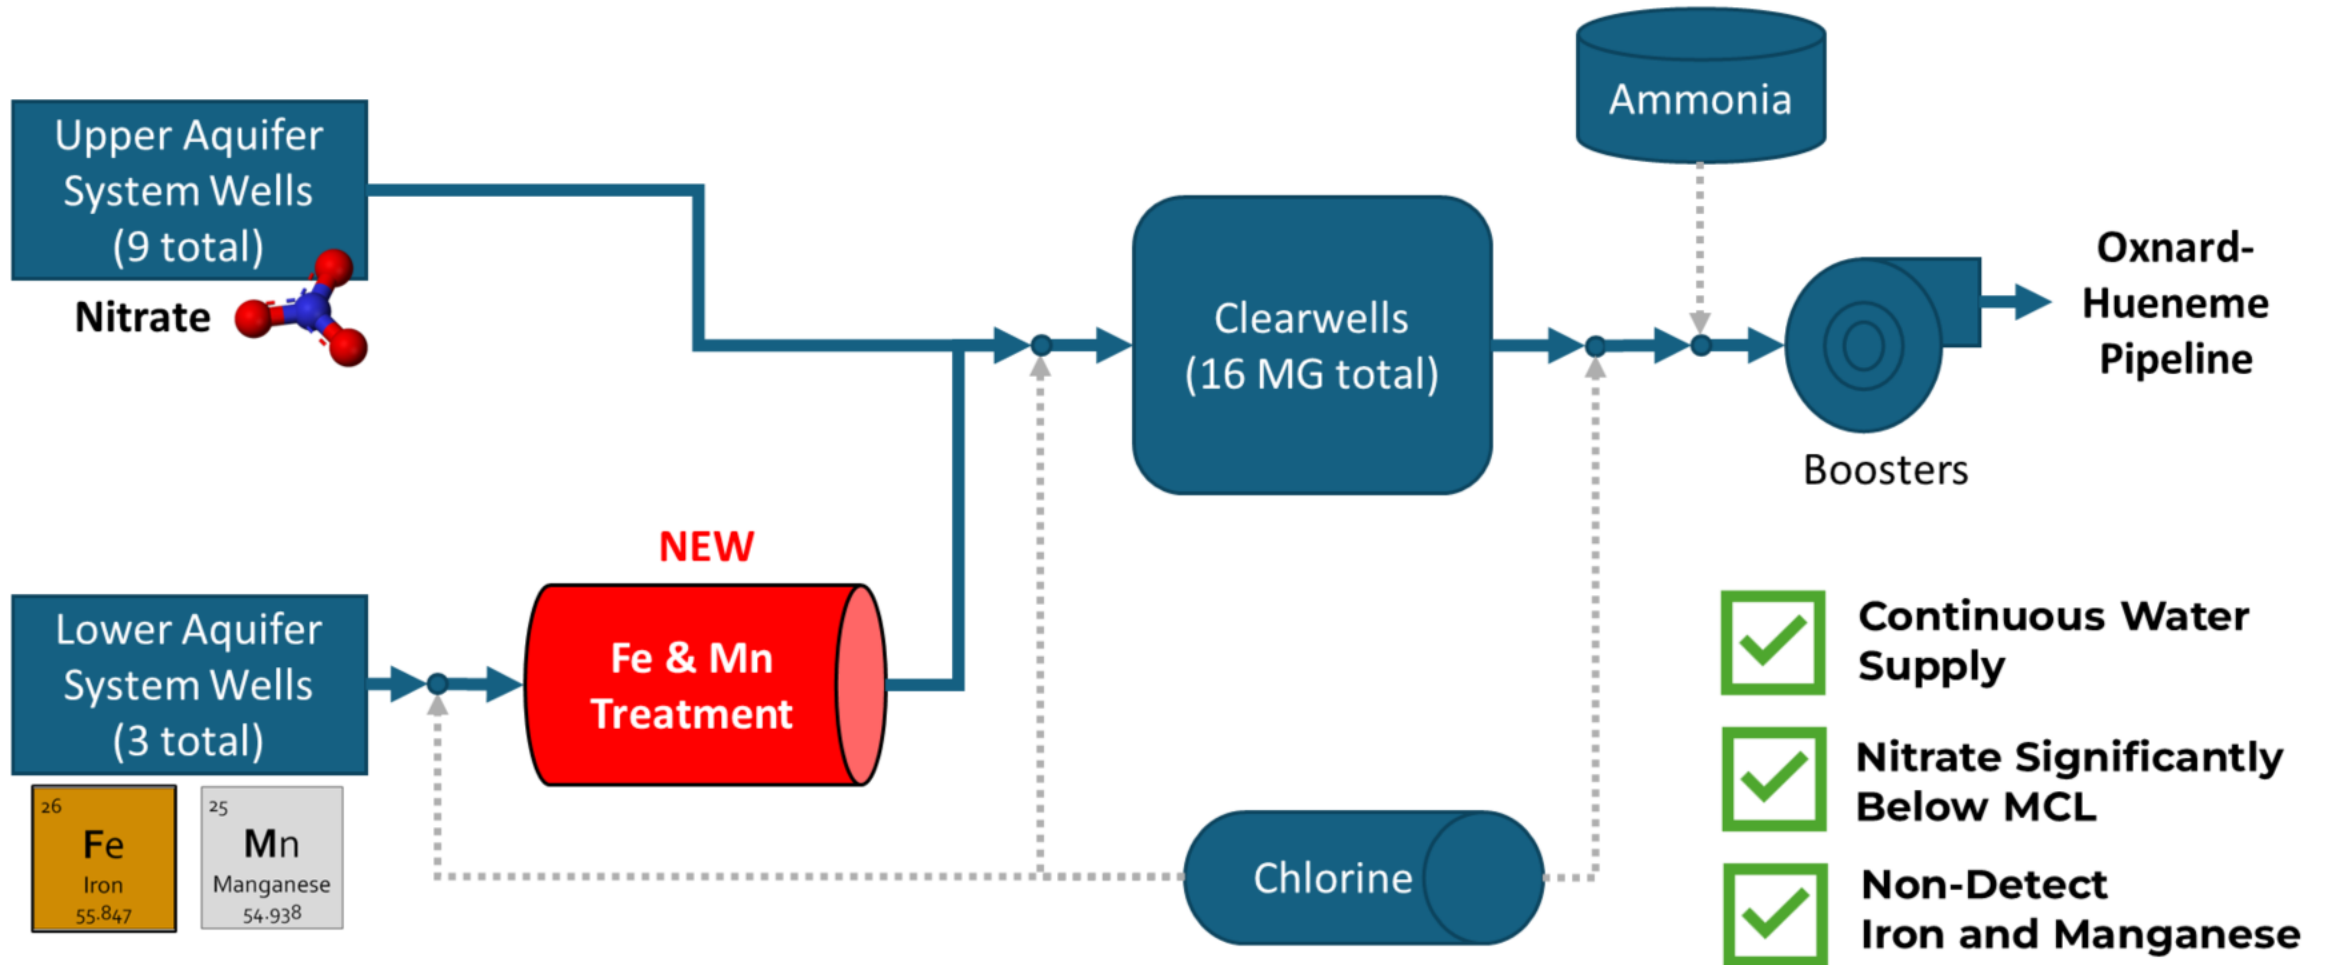 Upper Aquifer
System Wells
(9 total)
Nitrate
Ammonia
Clearwells
(16 MG total)
Oxnard-
Hueneme
Pipeline
Boosters
NEW
Fe & Mn
Treatment
Lower Aquifer
System Wells
(3 total)
26
Fe
Iron
55.847
25
Mn
Manganese
54.938
Chlorine
Continuous Water
Supply
Nitrate Significantly
Below MCL
Non-Detect
Iron and Manganese